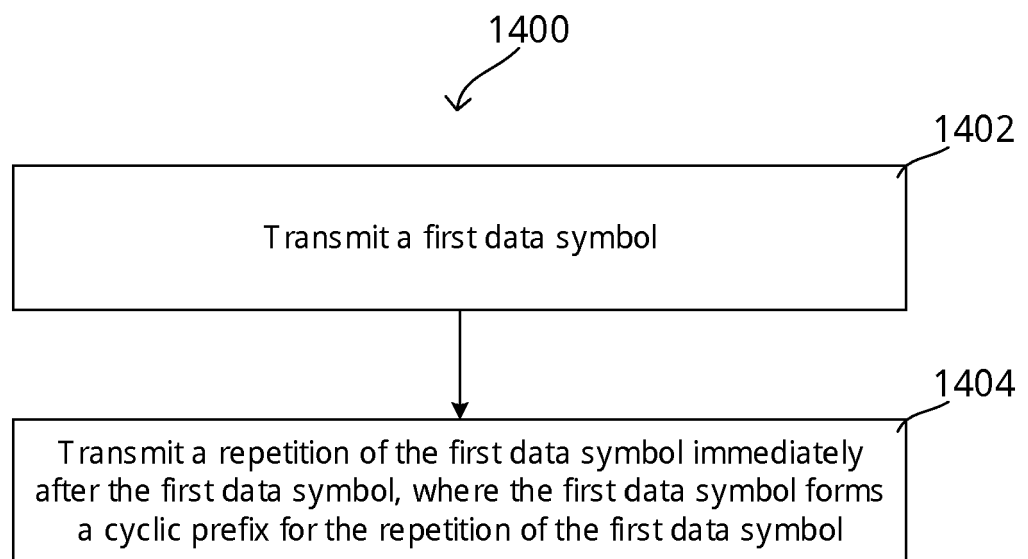 1400
1402
Transmit a first data symbol
1404
Transmit a repetition of the first data symbol immediately
after the first data symbol, where the first data symbol forms
a cyclic prefix for the repetition of the first data symbol